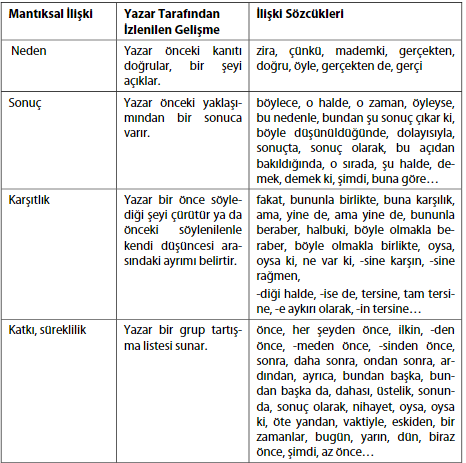 Mantıksal İlişki
Yazar Tarafından
İzlenilen Gelişme
İlişki Sözcükleri
Neden
Yazar önceki kanıtı
doğrular, bir şeyi
açıklar.
zira, çünkü, mademki, gerçekten,
doğru, öyle, gerçekten de, gerçi
Sonuç
Yazar önceki yaklaşı-
mından bir sonuca
varır.
böylece, o halde, o zaman, öyleyse,
bu nedenle, bundan şu sonuç çıkar ki,
böyle düşünüldüğünde, dolayısıyla,
sonuçta, sonuç olarak, bu açıdan
bakıldığında, o sırada, şu halde, de-
mek, demek ki, şimdi, buna göre…
Karşıtlık
Yazar bir önce söyle-
diği şeyi çürütür ya da
önceki söylenilenle
kendi düşüncesi ara-
sındaki ayrımı belirtir.
fakat, bununla birlikte, buna karşılık,
ama, yine de, ama yine de, bununla
beraber, halbuki, böyle olmakla be-
raber, böyle olmakla birlikte, oysa,
oysa ki, ne var ki, -sine karşın, -sine
rağmen,
-diği halde, -ise de, tersine, tam tersi-
ne, -e aykırı olarak, -in tersine…
Katkı, süreklilik
Yazar bir grup tartış-
ma listesi sunar.
önce, her şeyden önce, ilkin, -den
önce, -meden önce, -sinden önce,
sonra, daha sonra, ondan sonra, ar-
dından, ayrıca, bundan başka, bun-
dan başka da, dahası, üstelik, sonun-
da, sonuç olarak, nihayet, oysa, oysa
ki, öte yandan, vaktiyle, eskiden, bir
zamanlar, bugün, yarın, dün, biraz
önce, şimdi, az önce…